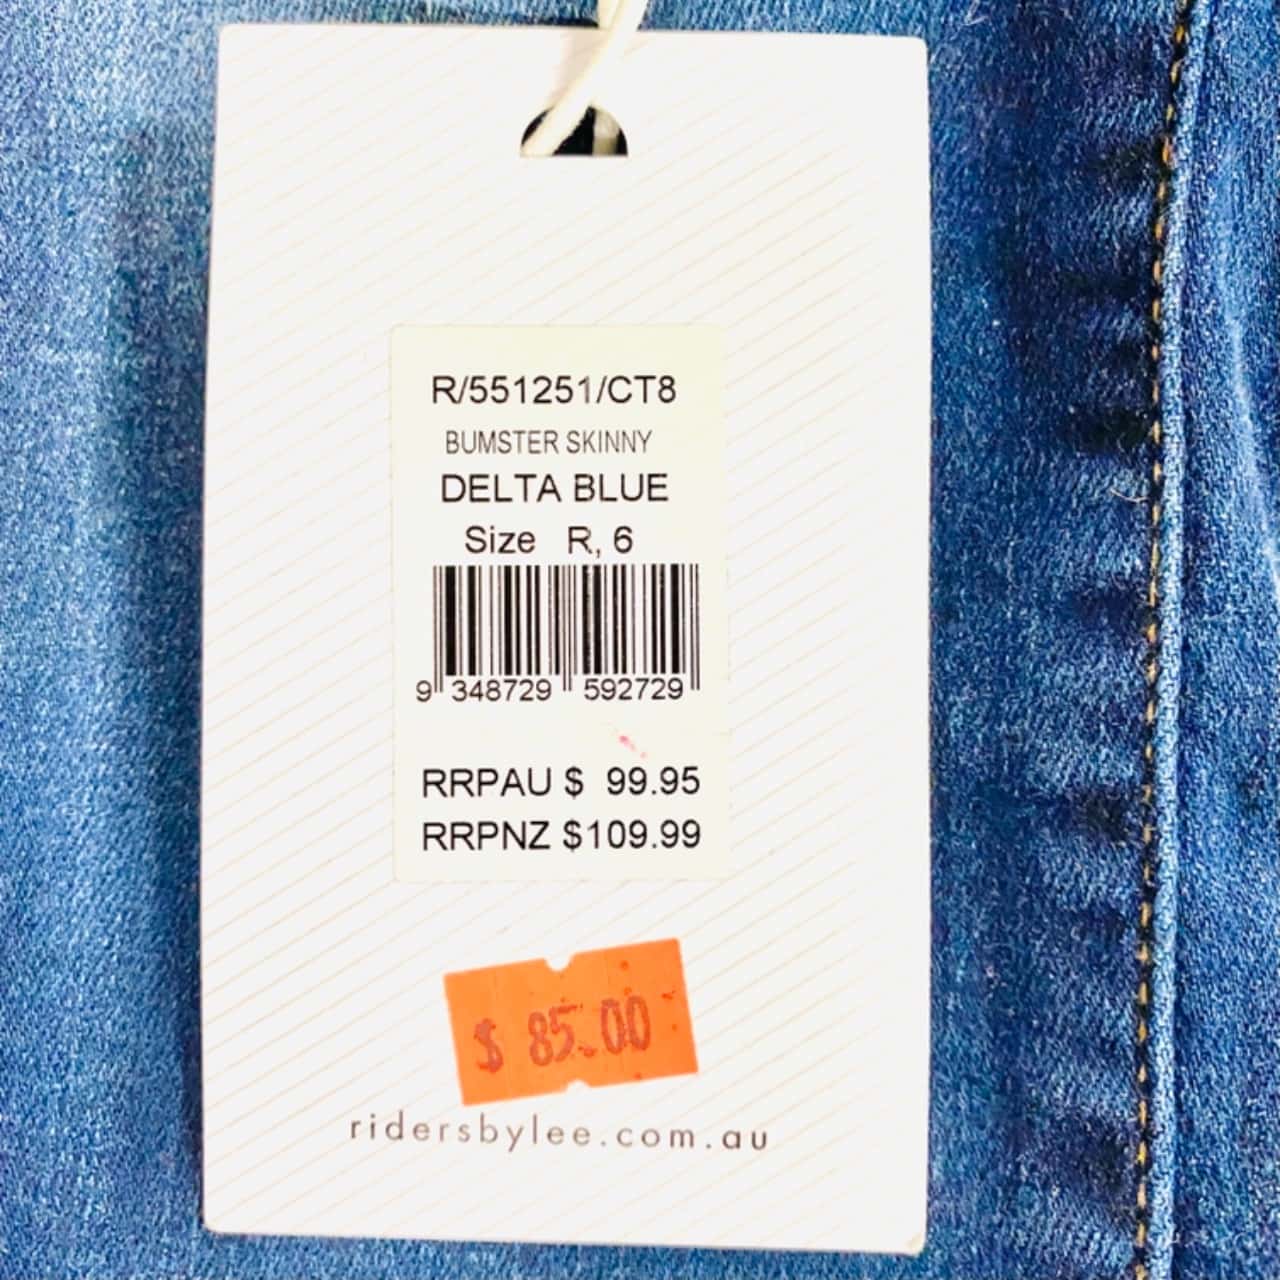 R/551251/CT8
BUMSTER SKINNY
DELTA BLUE
Size R, 6
9 348729 592729
RRPAU $ 99.95
RRPNZ $109.99
$ 85.00
ridersbylee.com.au